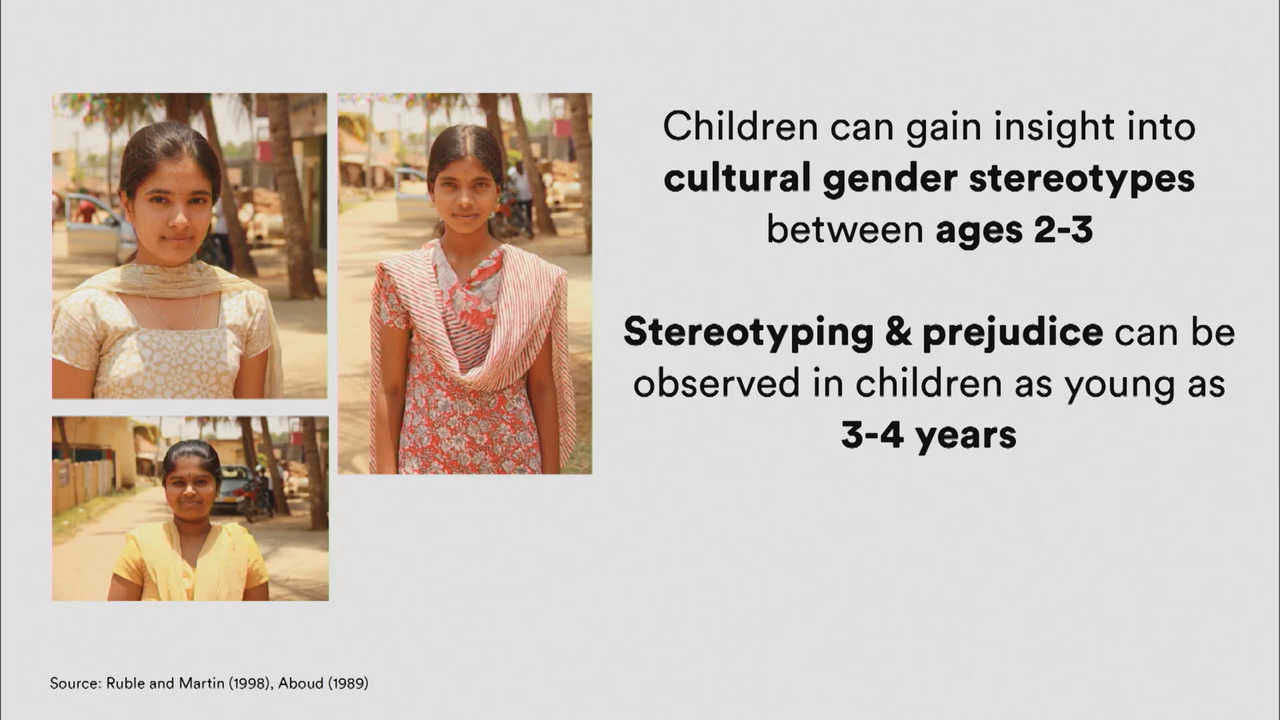 Children can gain insight into
cultural gender stereotypes
between ages 2-3
Stereotyping & prejudice can be
observed in children as young as
3-4 years
Source: Ruble and Martin (1998), Aboud (1989)